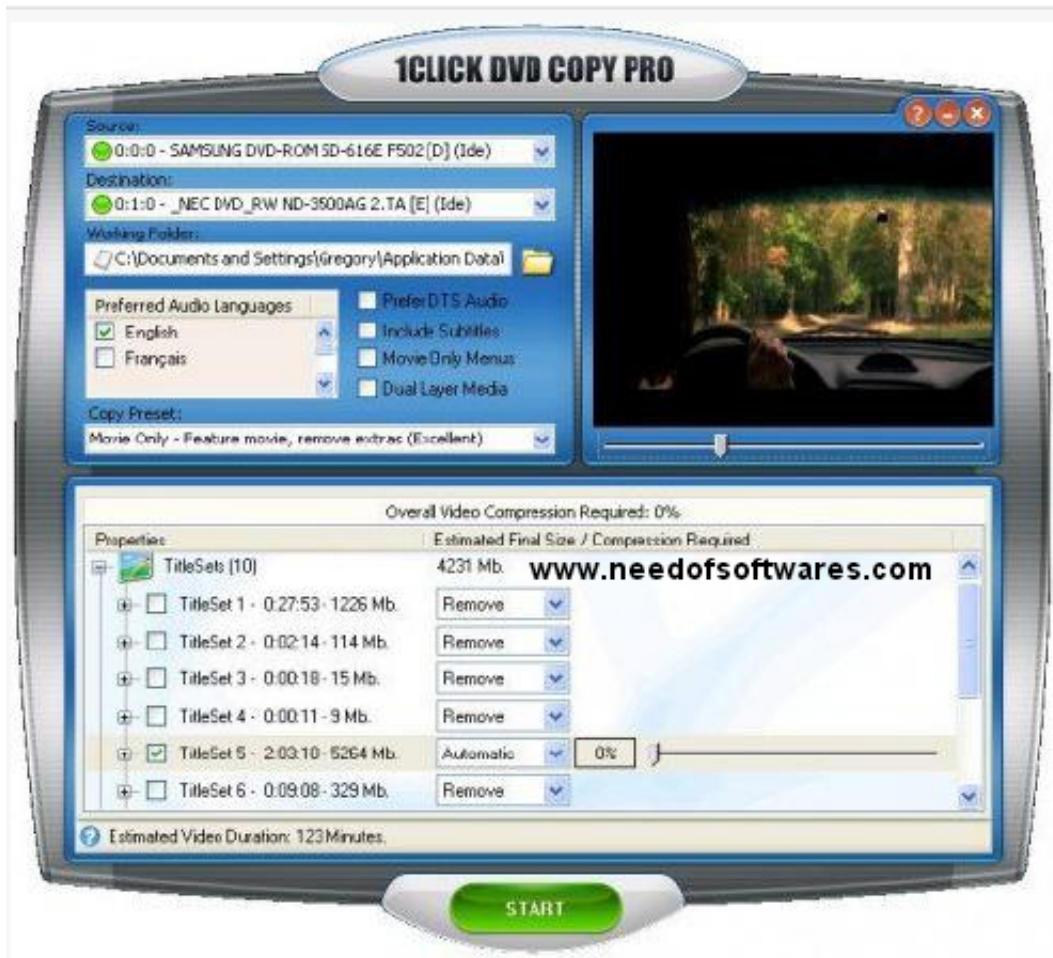 1CLICK DVD COPY PRO
Source:
0:0:0 - SAMSUNG DVD-ROM SD-616E F502 [D] (Ide)
Destination:
0:1:0 - _NEC DVD_RW ND-3500AG 2.TA [E] (Ide)
Working Folder:
C:\Documents and Settings\Gregory\Application Data\
Preferred Audio Languages
English
Français
Prefer DTS Audio
Include Subtitles
Movie Only Menus
Dual Layer Media
Copy Preset:
Movie Only - Feature movie, remove extras (Excellent)
Overall Video Compression Required: 0%
Properties Estimated Final Size / Compression Required
TitleSets (10) 4231 Mb.
www.needofsoftwares.com
TitleSet 1 - 0:27:53 - 1226 Mb. Remove
TitleSet 2 - 0:02:14 - 114 Mb. Remove
TitleSet 3 - 0:00:18 - 15 Mb. Remove
TitleSet 4 - 0:00:11 - 9 Mb. Remove
TitleSet 5 - 2:03:10 - 5264 Mb. Automatic 0%
TitleSet 6 - 0:09:08 - 329 Mb. Remove
Estimated Video Duration: 123 Minutes.
START